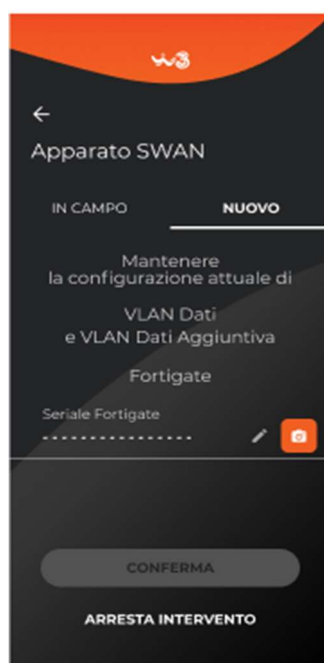 W3
Apparato SWAN
IN CAMPO NUOVO
Mantenere
la configurazione attuale di
VLAN Dati
e VLAN Dati Aggiuntiva
Fortigate
Seriale Fortigate
- - - - - - - - - - - - - - - -
CONFERMA
ARRESTA INTERVENTO